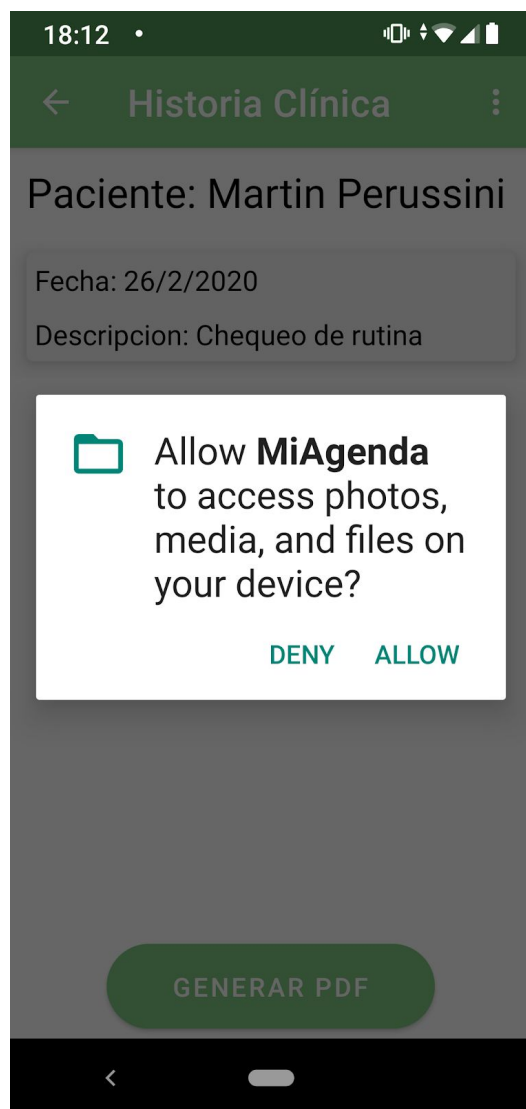 18:12
Historia Clínica
Paciente: Martin Perussini
Fecha: 26/2/2020
Descripcion: Chequeo de rutina
Allow MiAgenda
to access photos,
media, and files on
your device?
DENY ALLOW
GENERAR PDF